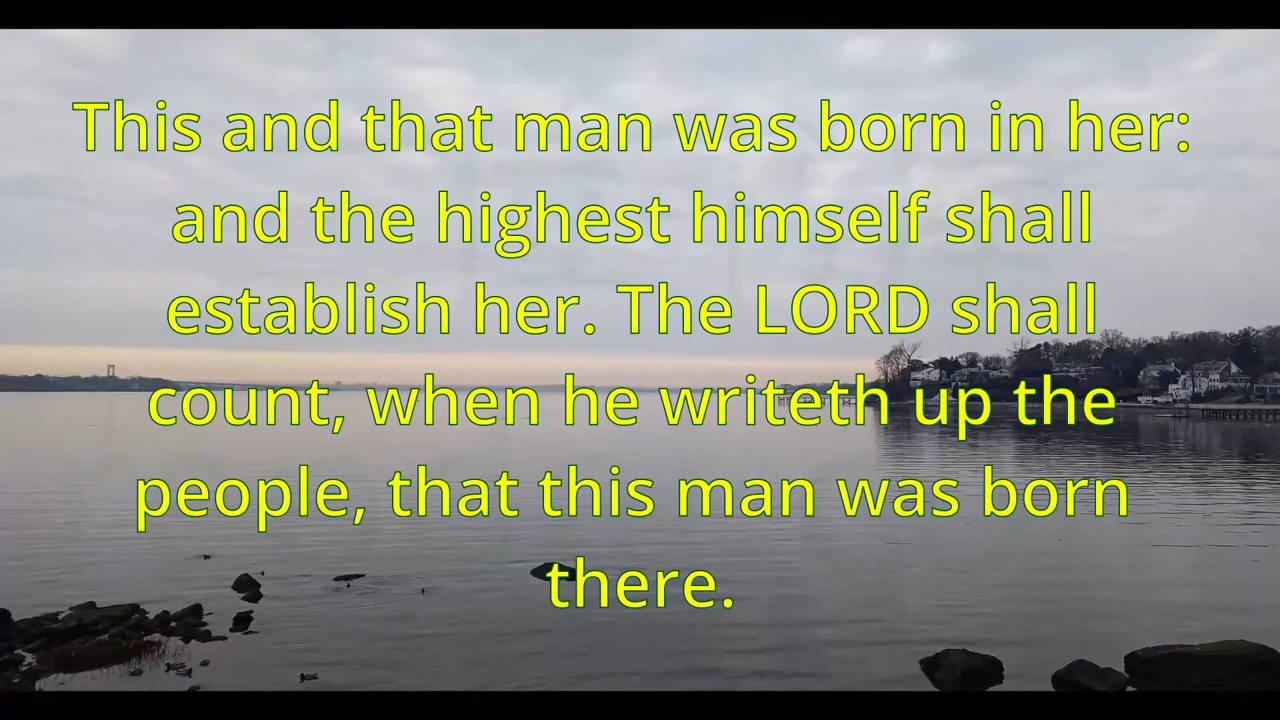 This and that man was born in her:
and the highest himself shall
establish her. The LORD shall
count, when he writeth up the
people, that this man was born
there.